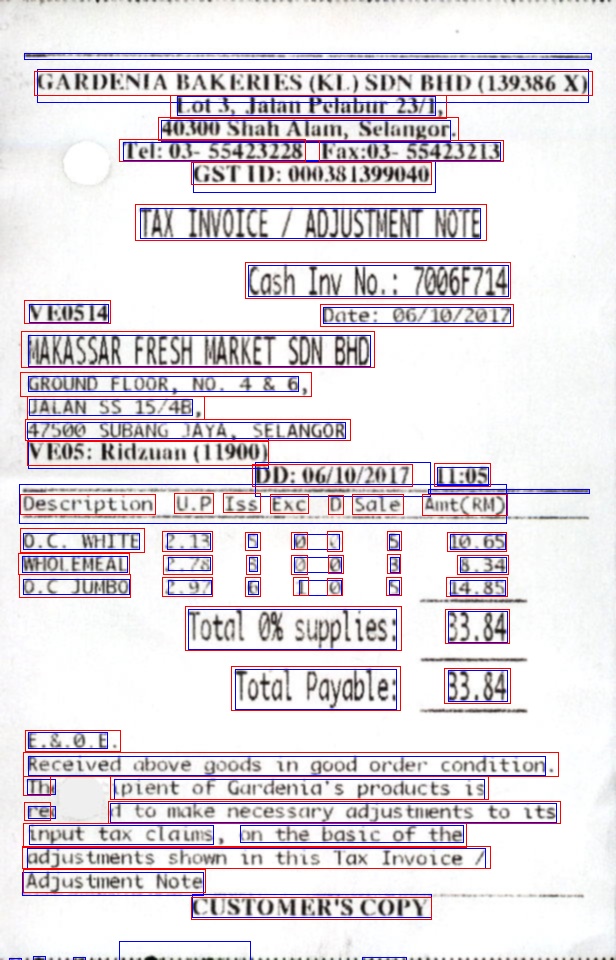 GARDENIA BAKERIES (KL) SDN BHD (139386 X)
Lot 3, Jalan Pelabur 23/1,
40300 Shah Alam, Selangor.
Tel: 03- 55423228 Fax:03- 55423213
GST ID: 000381399040
TAX INVOICE / ADJUSTMENT NOTE
Cash Inv No.: 7006F714
VE0514 Date: 06/10/2017
MAKASSAR FRESH MARKET SDN BHD
GROUND FLOOR, NO. 4 & 6,
JALAN SS 15/4B,
47500 SUBANG JAYA, SELANGOR
VE05: Ridzuan (11900)
DD: 06/10/2017 11:05
Description U.P Iss Exc D Sale Amt(RM)
O.C. WHITE 2.13 5 0 5 10.65
WHOLEMEAL 2.78 3 0 0 3 8.34
O.C JUMBO 2.97 6 1 0 5 14.85
Total 0% supplies: 33.84
Total Payable: 33.84
E.&.O.E.
Received above goods in good order condition.
The ipient of Gardenia's products is
re d to make necessary adjustments to its
input tax claims, on the basic of the
adjustments shown in this Tax Invoice /
Adjustment Note
CUSTOMER'S COPY